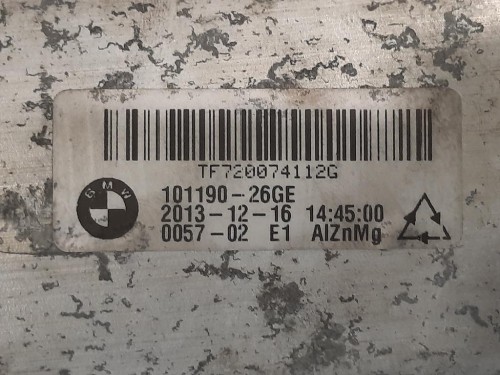 TF720074112G
BMW
101190-26GE
2013-12-16 14:45:00
0057-02 E1 AlZnMg